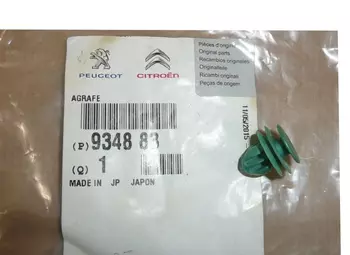 PEUGEOT
CITROËN
Pièces d'origine
Original parts
Recambios originales
Originalteile
Ricambi originali
Peças de origem
AGRAFE
(P) 9348 83
(Q) 1
MADE IN JP JAPON
11/05/2015